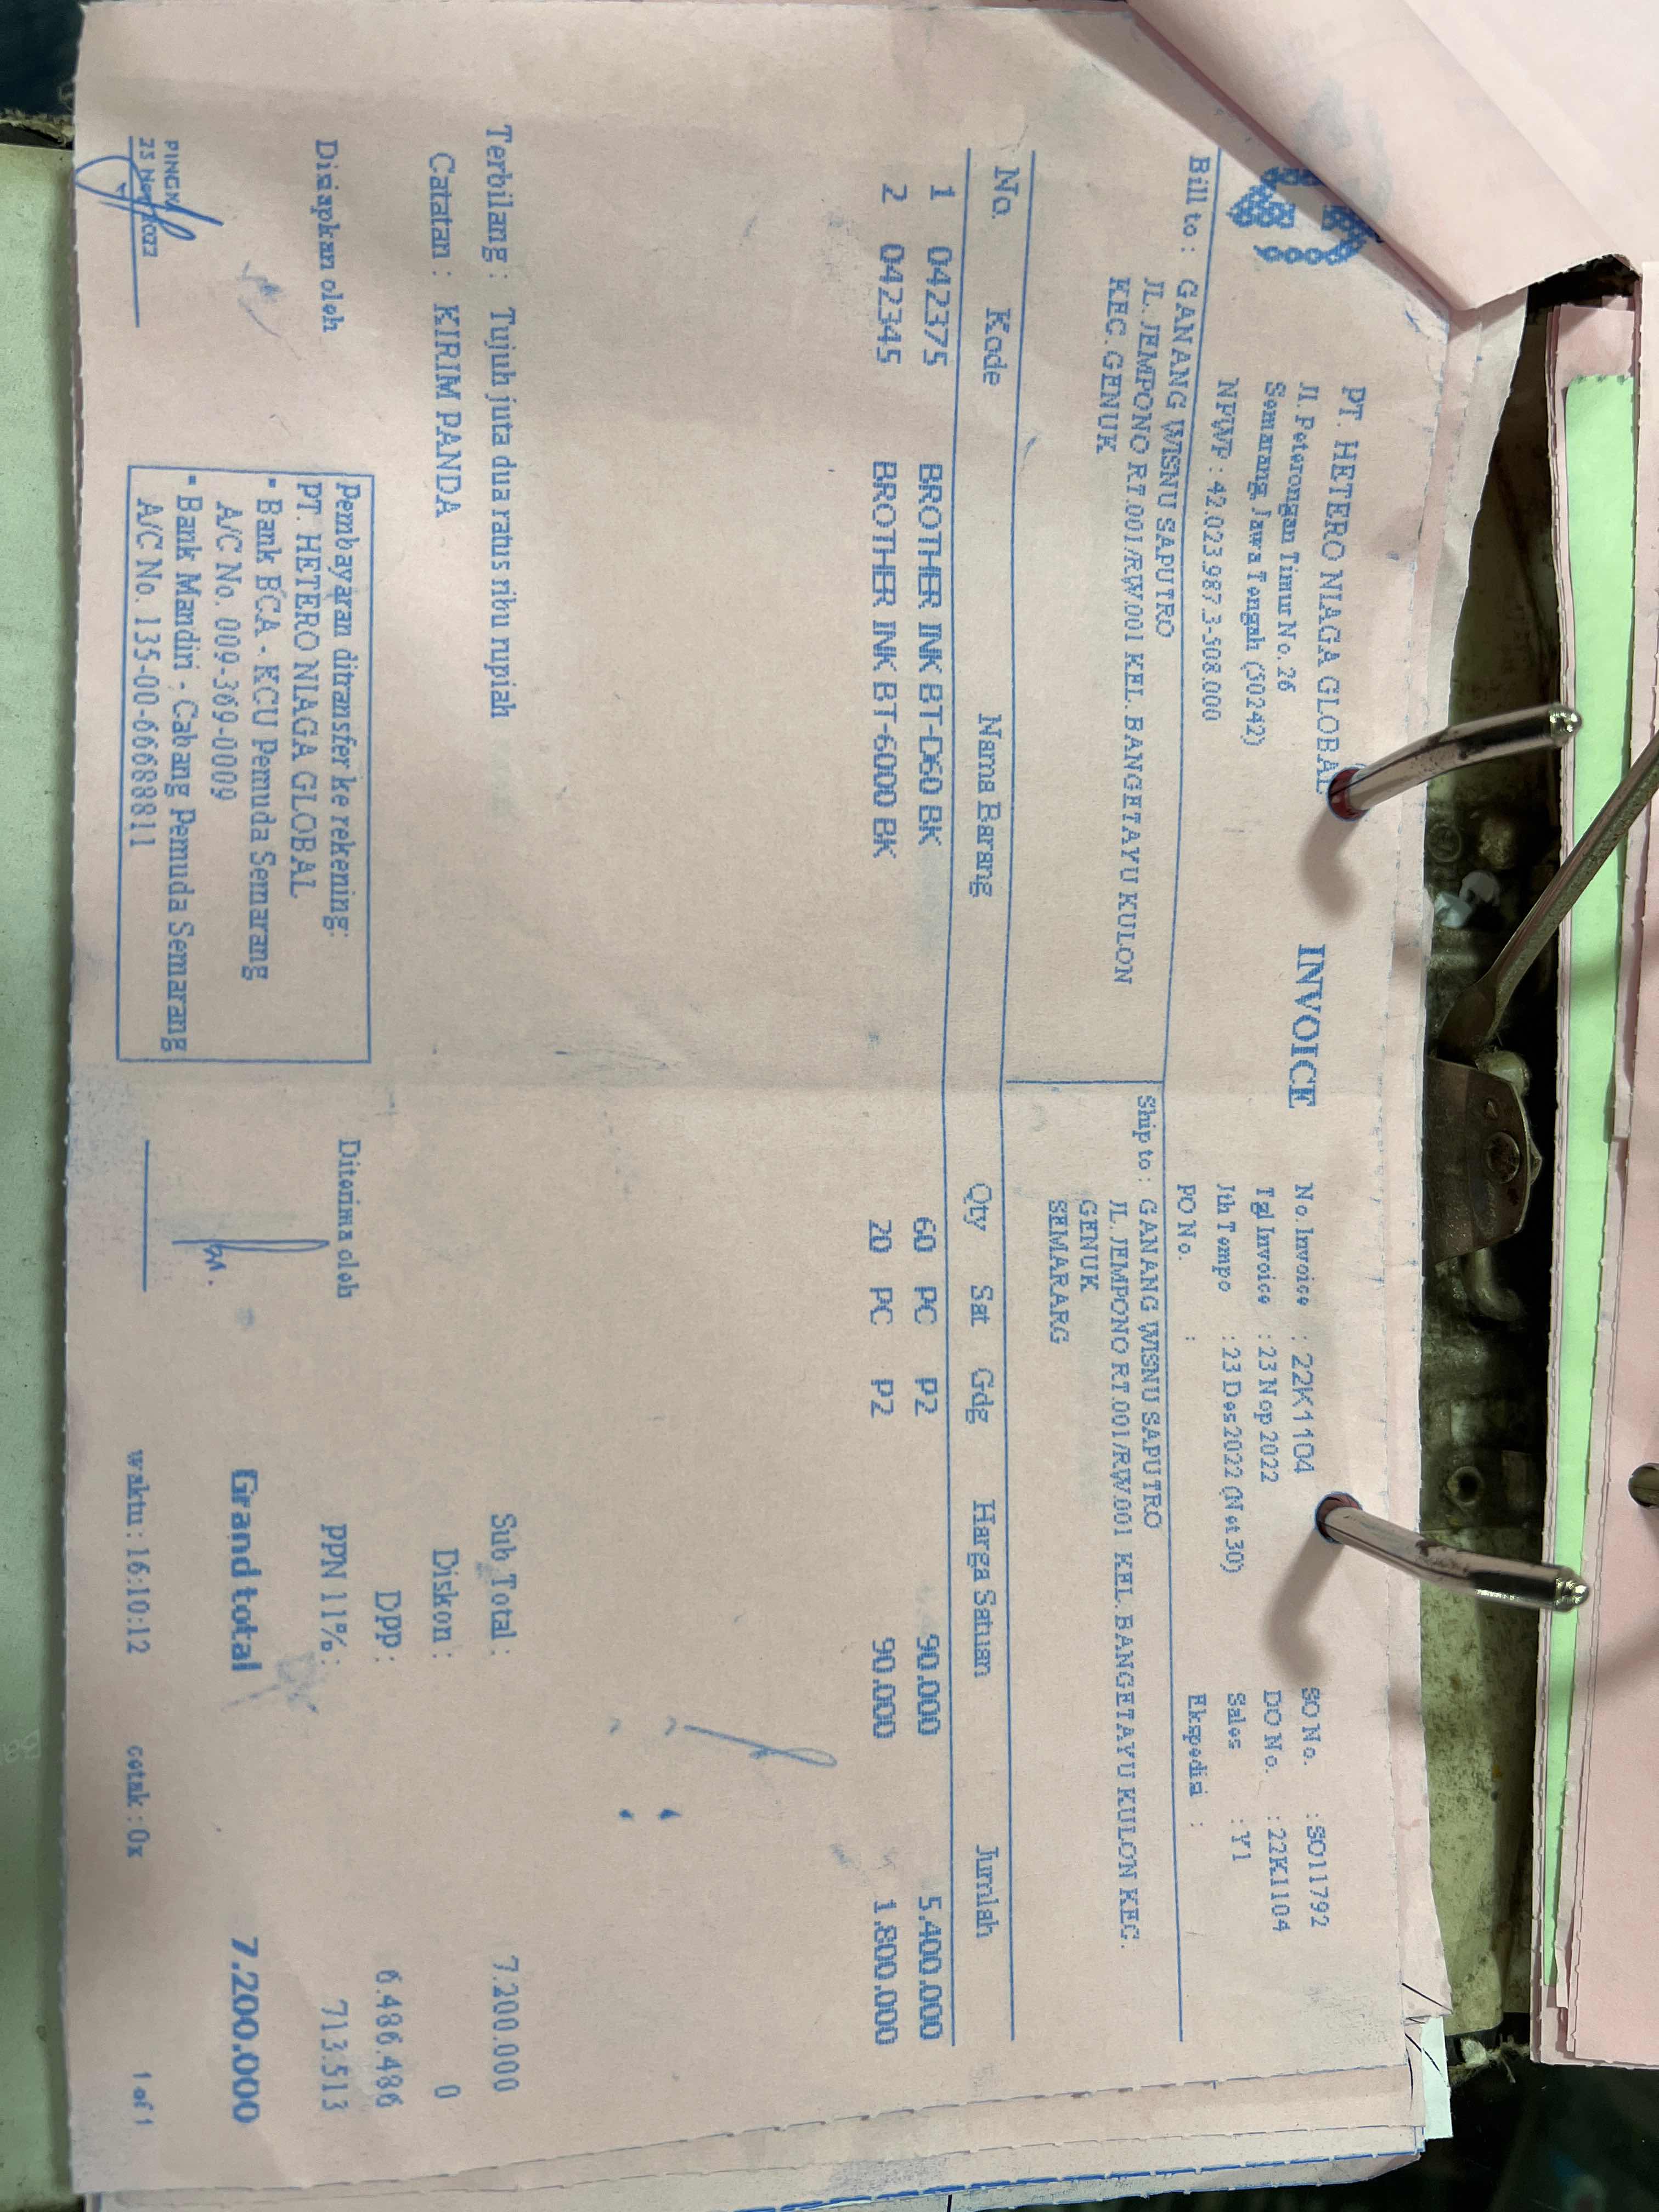 PT. HETERO NIAGA GLOBAL
Jl. Peterongan Timur No. 26
Semarang, Jawa Tengah (50242)
NPWP : 42.023.987.3-508.000
INVOICE
No. Invoice : 22K1104
Tgl Invoice : 23 Nop 2022
Jth Tempo : 23 Des 2022 (Net 30)
PO No. :
SO No. : SO11792
DO No. : 22K1104
Sales : Y1
Ekspedisi :
Bill to : GANANG WISNU SAPUTRO
JL. JEMPONO RT.001/RW.001 KEL. BANGETAYU KULON
KEC. GENUK
Ship to : GANANG WISNU SAPUTRO
JL. JEMPONO RT.001/RW.001 KEL. BANGETAYU KULON KEC.
GENUK
SEMARARG
No. Kode Nama Barang Qty Sat Gdg Harga Satuan Jumlah
1 042375 BROTHER INK BT-D60 BK 60 PC P2 90.000 5.400.000
2 042345 BROTHER INK BT-6000 BK 20 PC P2 90.000 1.800.000
Terbilang : Tujuh juta dua ratus ribu rupiah
Catatan : KIRIM PANDA
Sub Total : 7.200.000
Diskon : 0
DPP : 6.486.486
PPN 11% : 713.513
Grand total 7.200.000
Disiapkan oleh
23 Nop 2022
Pembayaran ditransfer ke rekening:
PT. HETERO NIAGA GLOBAL
- Bank BCA - KCU Pemuda Semarang
A/C No. 009-369-0009
- Bank Mandiri : Cabang Pemuda Semarang
A/C No. 135-00-6668881 1
Diterima oleh
waktu : 16:10:12 cetak : 0x 1 of 1